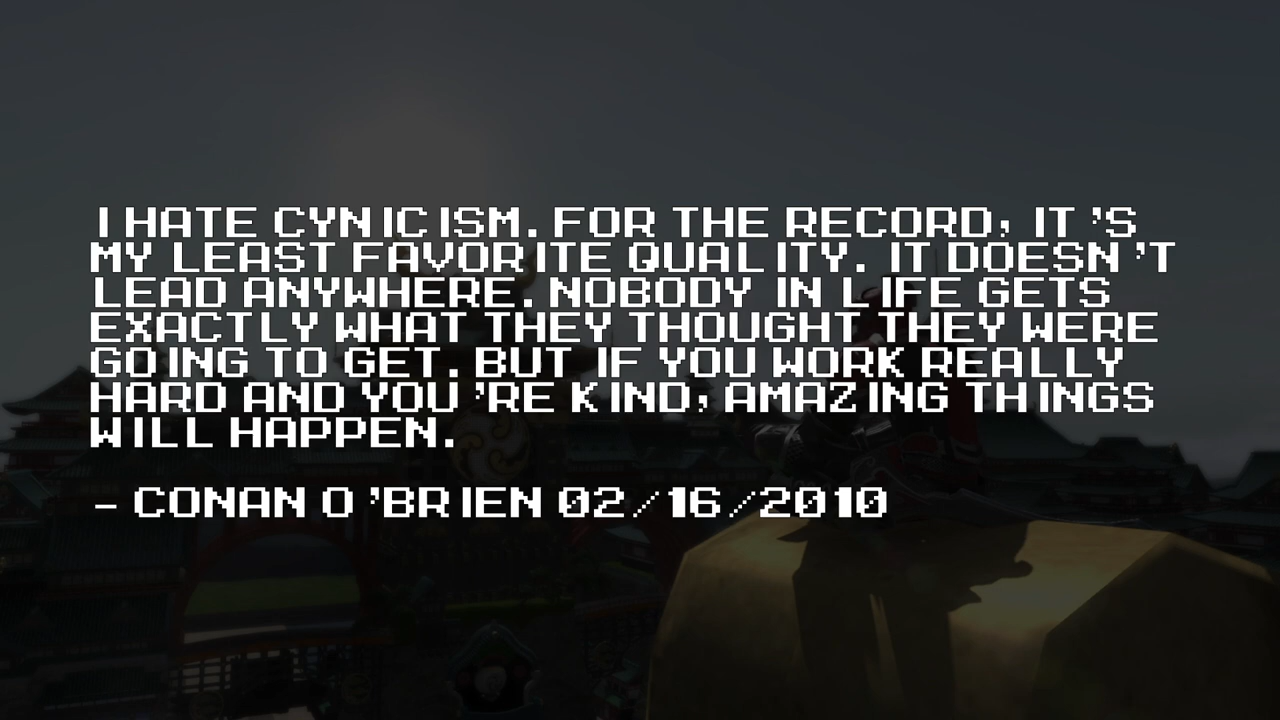 I HATE CYNICISM. FOR THE RECORD, IT'S
MY LEAST FAVORITE QUALITY. IT DOESN'T
LEAD ANYWHERE. NOBODY IN LIFE GETS
EXACTLY WHAT THEY THOUGHT THEY WERE
GOING TO GET. BUT IF YOU WORK REALLY
HARD AND YOU'RE KIND, AMAZING THINGS
WILL HAPPEN.
- CONAN O'BRIEN 02/16/2010